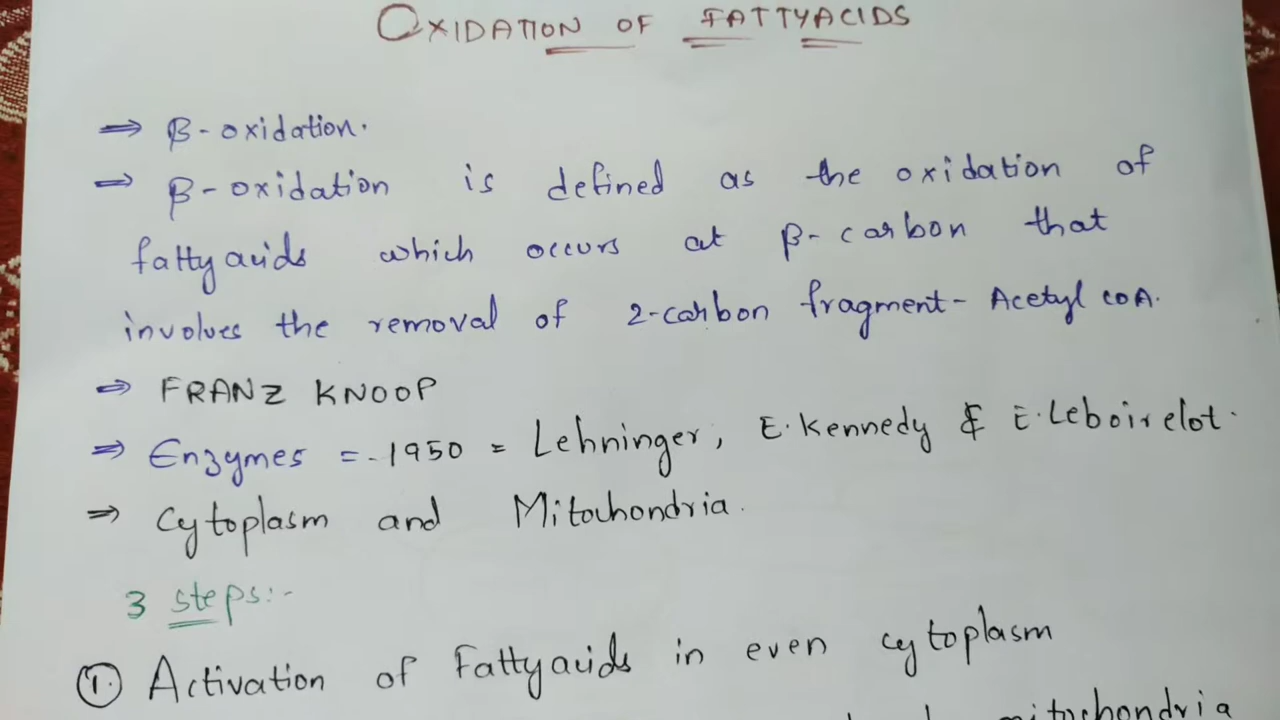 OXIDATION OF FATTYACIDS
⇒ β-oxidation.
⇒ β-oxidation is defined as the oxidation of
fattyacids which occurs at β-carbon that
involves the removal of 2-carbon fragment- Acetyl coA.
⇒ FRANZ KNOOP
⇒ Enzymes = 1950 = Lehninger, E.Kennedy & E.Leboirelot.
⇒ Cytoplasm and Mitochondria.
3 steps:-
① Activation of Fattyacids in even cytoplasm
mitochondria